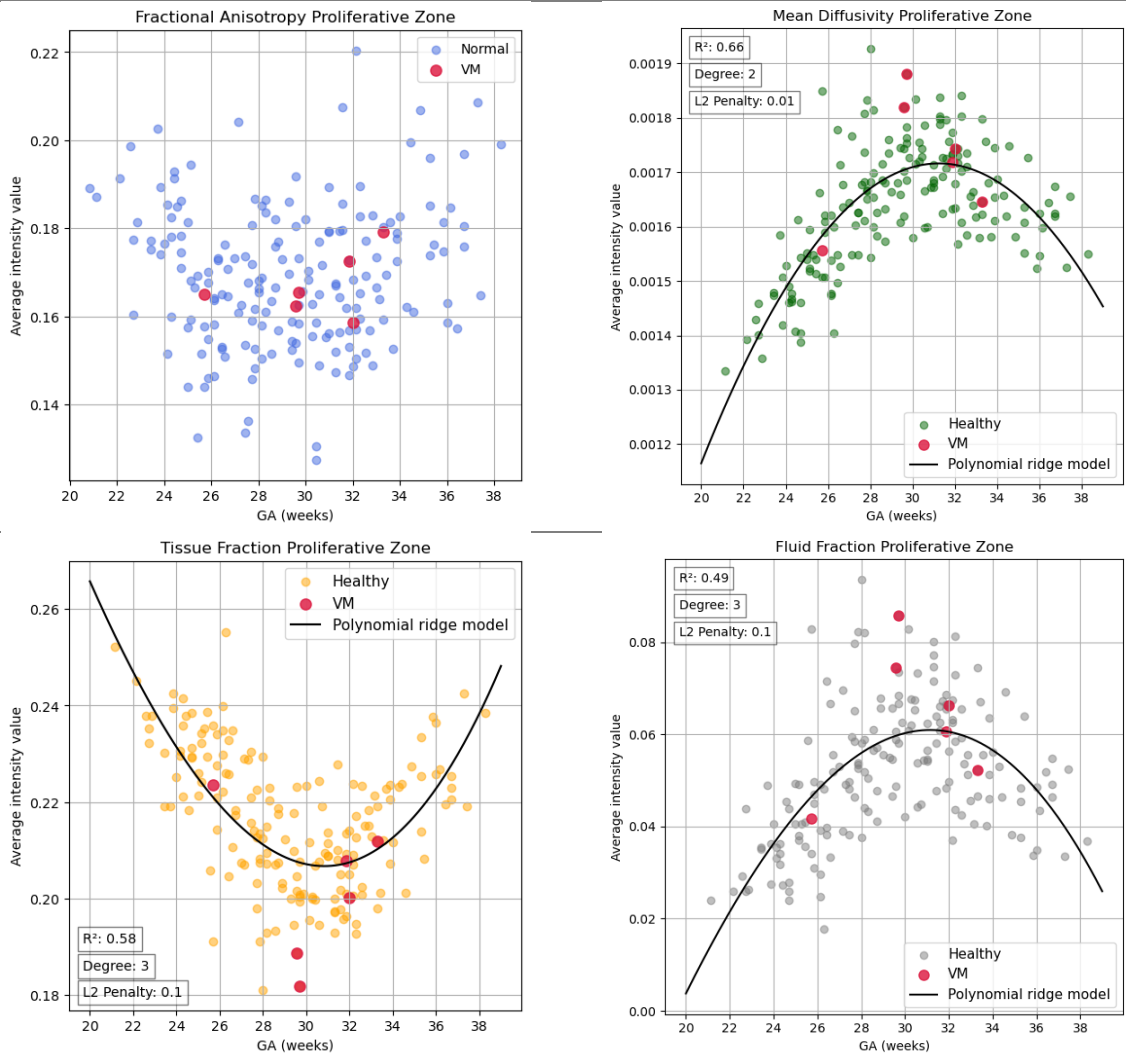 Fractional Anisotropy Proliferative Zone
Normal
VM
0.22
0.20
0.18
0.16
0.14
Average intensity value
20 22 24 26 28 30 32 34 36 38
GA (weeks)
Mean Diffusivity Proliferative Zone
R²: 0.66
Degree: 2
L2 Penalty: 0.01
0.0019
0.0018
0.0017
0.0016
0.0015
0.0014
0.0013
0.0012
Average intensity value
Healthy
VM
Polynomial ridge model
20 22 24 26 28 30 32 34 36 38
GA (weeks)
Tissue Fraction Proliferative Zone
Healthy
VM
Polynomial ridge model
0.26
0.24
0.22
0.20
0.18
Average intensity value
R²: 0.58
Degree: 3
L2 Penalty: 0.1
20 22 24 26 28 30 32 34 36 38
GA (weeks)
Fluid Fraction Proliferative Zone
R²: 0.49
Degree: 3
L2 Penalty: 0.1
0.08
0.06
0.04
0.02
0.00
Average intensity value
Healthy
VM
Polynomial ridge model
20 22 24 26 28 30 32 34 36 38
GA (weeks)